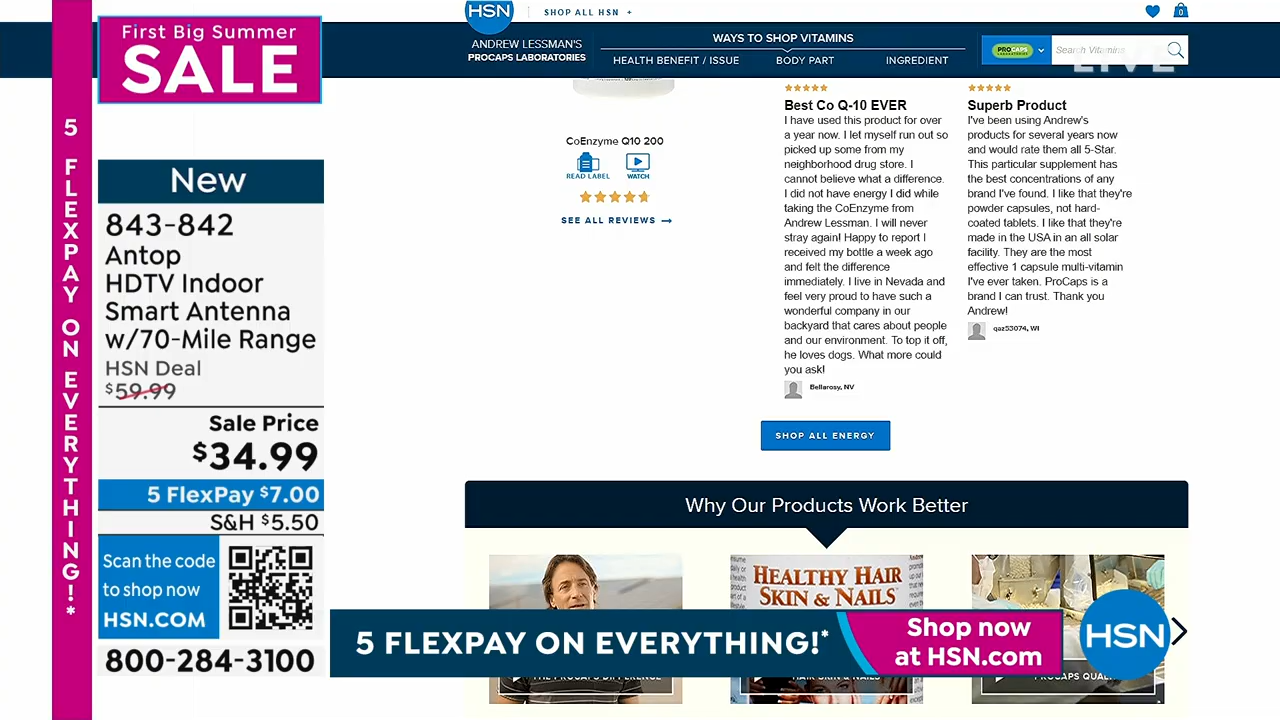 First Big Summer
SALE
5 FLEXPAY ON EVERYTHING!*
New
843-842
Antop
HDTV Indoor
Smart Antenna
w/70-Mile Range
HSN Deal
$59.99
Sale Price
$34.99
5 FlexPay $7.00
S&H $5.50
Scan the code
to shop now
HSN.COM
800-284-3100
HSN
SHOP ALL HSN +
0
ANDREW LESSMAN'S
PROCAPS LABORATORIES
WAYS TO SHOP VITAMINS
HEALTH BENEFIT / ISSUE
BODY PART
INGREDIENT
PROCAPS
Search Vitamins
LIVE
CoEnzyme Q10 200
READ LABEL
WATCH
SEE ALL REVIEWS →
Best Co Q-10 EVER
I have used this product for over
a year now. I let myself run out so
picked up some from my
neighborhood drug store. I
cannot believe what a difference.
I did not have energy I did while
taking the CoEnzyme from
Andrew Lessman. I will never
stray again! Happy to report I
received my bottle a week ago
and felt the difference
immediately. I live in Nevada and
feel very proud to have such a
wonderful company in our
backyard that cares about people
and our environment. To top it off,
he loves dogs. What more could
you ask!
Bellarosy, NV
Superb Product
I've been using Andrew's
products for several years now
and would rate them all 5-Star.
This particular supplement has
the best concentrations of any
brand I've found. I like that they're
powder capsules, not hard-
coated tablets. I like that they're
made in the USA in an all solar
facility. They are the most
effective 1 capsule multi-vitamin
I've ever taken. ProCaps is a
brand I can trust. Thank you
Andrew!
qaz53074, WI
SHOP ALL ENERGY
Why Our Products Work Better
HEALTHY HAIR
SKIN & NAILS
THE PROCAPS DIFFERENCE
HAIR SKIN & NAILS
PROCAPS QUAL
5 FLEXPAY ON EVERYTHING!*
Shop now
at HSN.com
HSN